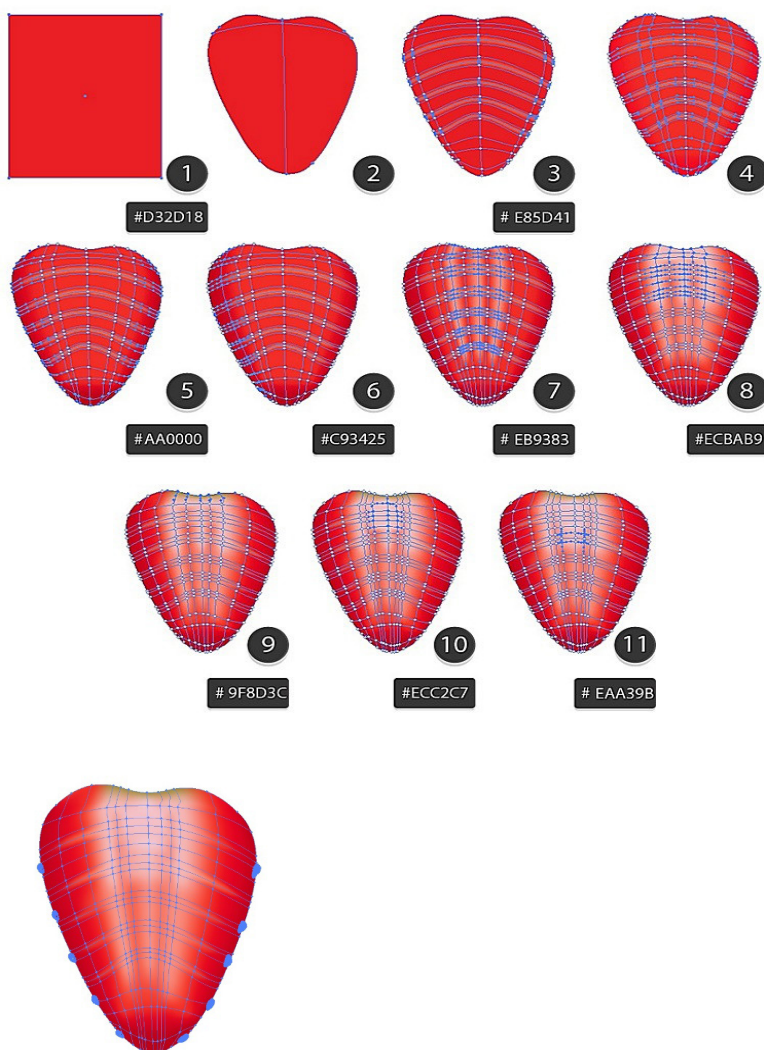 1
2
3
4
#D32D18
# E85D41
5
6
7
8
#AA0000
#C93425
# EB9383
#ECBAB9
9
10
11
# 9F8D3C
#ECC2C7
# EAA39B